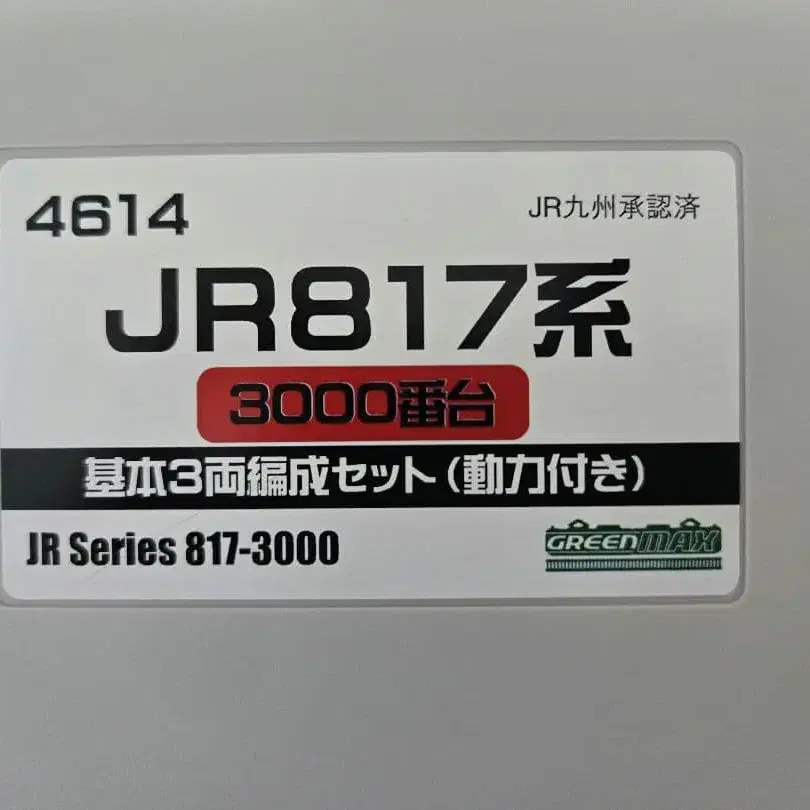 4614
JR九州承認済
JR817系
3000番台
基本3両編成セット(動力付き)
JR Series 817-3000
GREENMAX